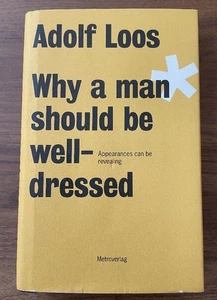 Adolf Loos
Why a man*
should be
well-
dressed
Appearances can be
revealing
Metroverlag